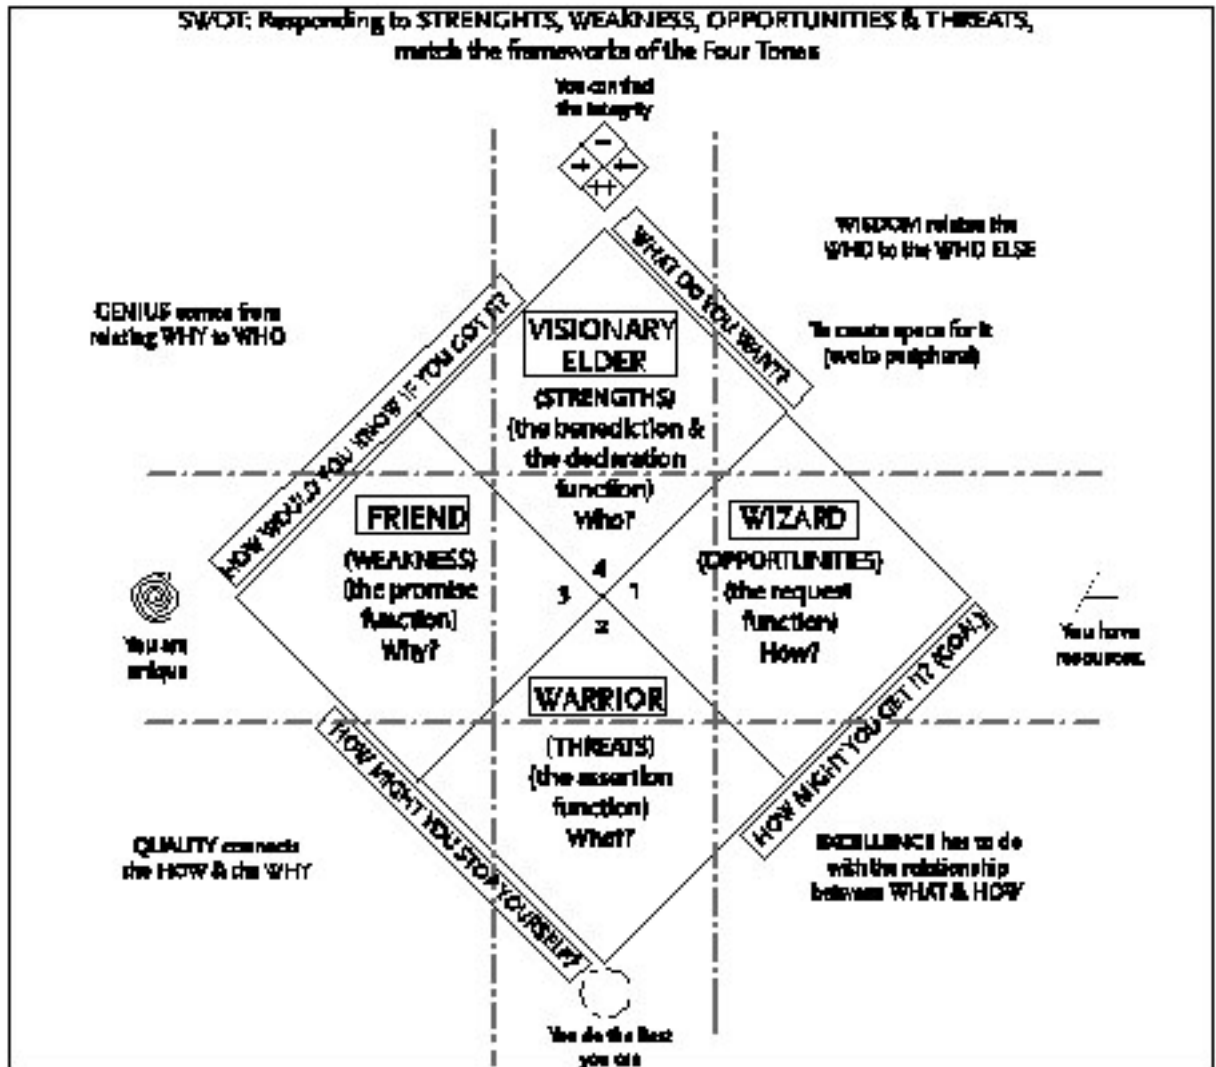 SWOT: Responding to STRENGHTS, WEAKNESS, OPPORTUNITIES & THREATS,
match the frameworks of the Four Tones
You can find
the integrity
WISDOM relates the
WHO to the WHO ELSE
WHAT DO YOU WANT?
GENIUS comes from
relating WHY to WHO
HOW WOULD YOU KNOW IF YOU GOT IT?
To create space for it
peripheral)
VISIONARY
ELDER
(STRENGTHS)
(the benediction &
the declaration
function)
Who?
FRIEND
(WEAKNESS)
(the promise
function)
Why?
WIZARD
(OPPORTUNITIES)
(the request
function)
How?
4
3 1
2
You are
unique
You have
resources.
WARRIOR
(THREATS)
(the assertion
function)
What?
HOW MIGHT YOU STOP YOURSELF?
HOW MIGHT YOU GET IT?
QUALITY connects
the HOW & the WHY
EXCELLENCE has to do
with the relationship
between WHAT & HOW
You do the best
you can